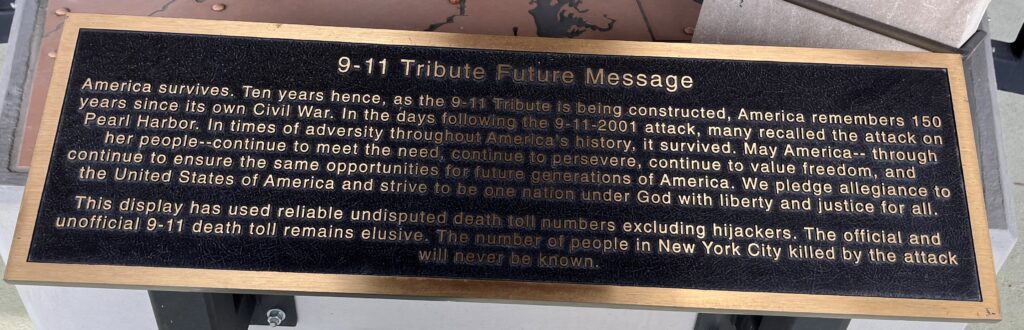 9-11 Tribute Future Message
America survives. Ten years hence, as the 9-11 Tribute is being constructed, America remembers 150
years since its own Civil War. In the days following the 9-11-2001 attack, many recalled the attack on
Pearl Harbor. In times of adversity throughout America's history, it survived. May America-- through
her people--continue to meet the need, continue to persevere, continue to value freedom, and
continue to ensure the same opportunities for future generations of America. We pledge allegiance to
the United States of America and strive to be one nation under God with liberty and justice for all.
This display has used reliable undisputed death toll numbers excluding hijackers. The official and
unofficial 9-11 death toll remains elusive. The number of people in New York City killed by the attack
will never be known.